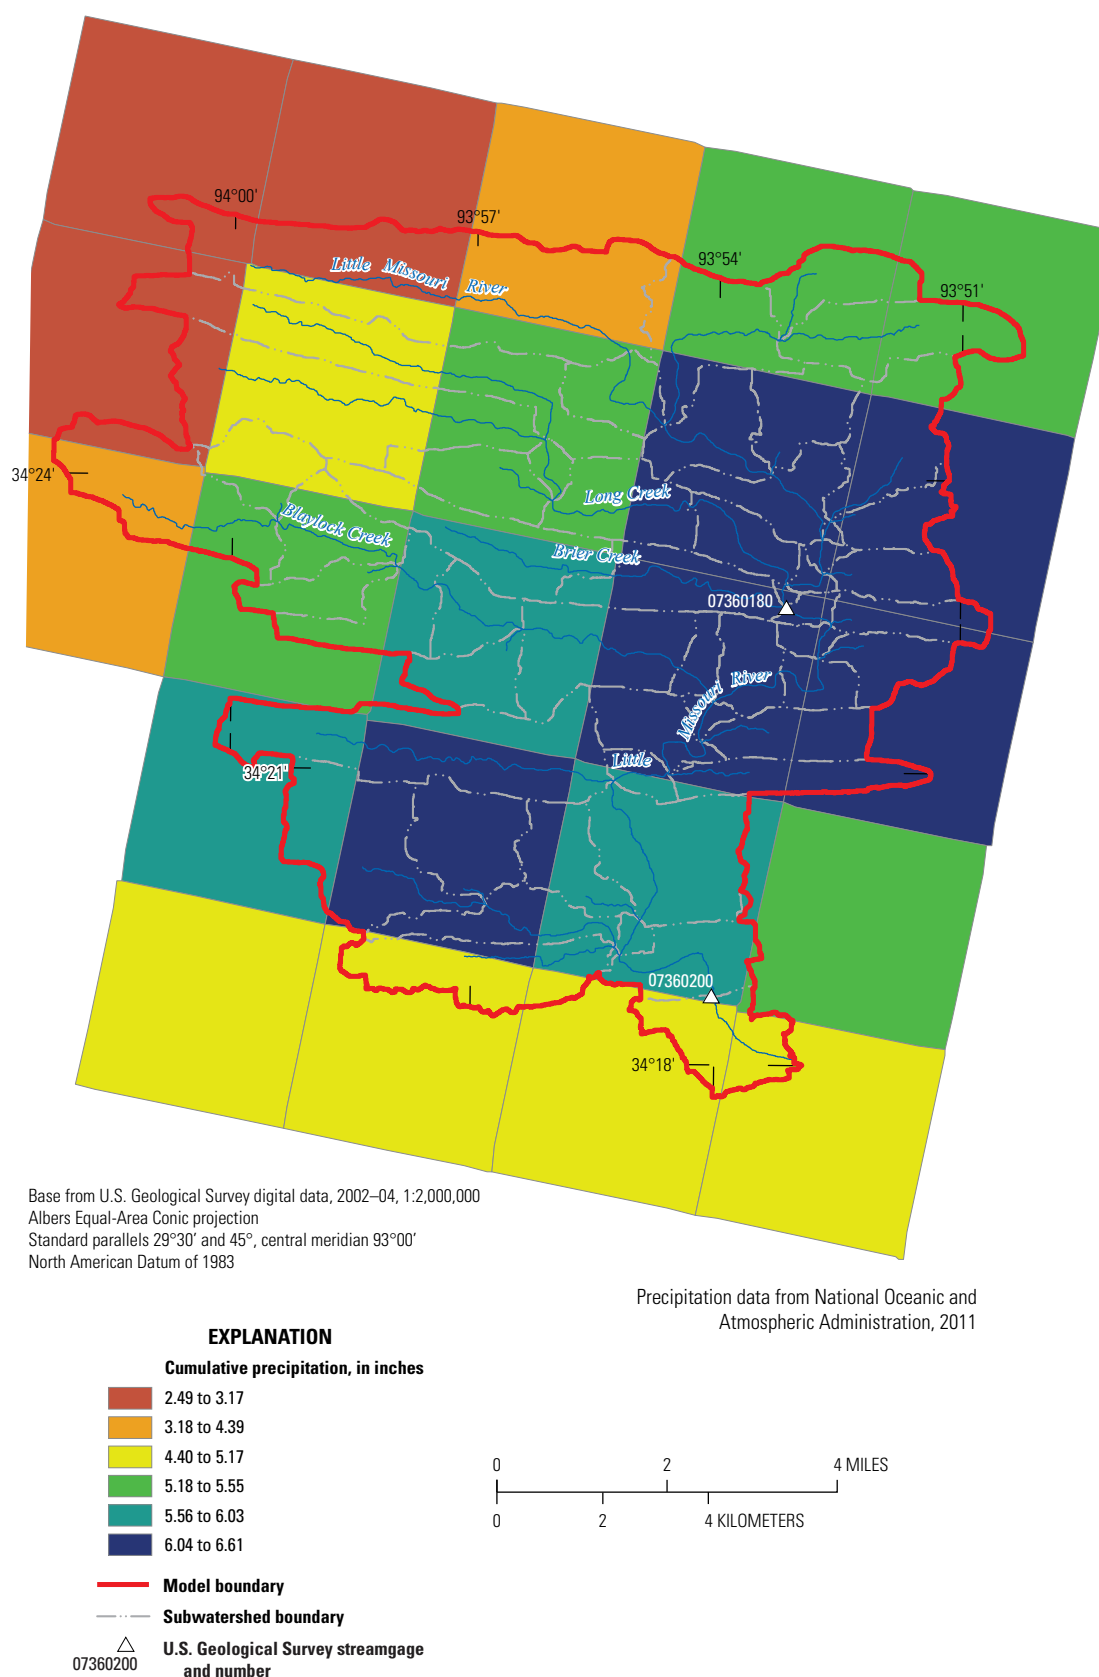 94°00'
93°57'
93°54'
93°51'
Little Missouri River
34°24'
Long Creek
Blaylock Creek
Brier Creek
07360180
Missouri River
Little
34°21'
07360200
34°18'
Base from U.S. Geological Survey digital data, 2002–04, 1:2,000,000
Albers Equal-Area Conic projection
Standard parallels 29°30' and 45°, central meridian 93°00'
North American Datum of 1983
Precipitation data from National Oceanic and
Atmospheric Administration, 2011
EXPLANATION
Cumulative precipitation, in inches
2.49 to 3.17
3.18 to 4.39
4.40 to 5.17
5.18 to 5.55
5.56 to 6.03
6.04 to 6.61
Model boundary
Subwatershed boundary
07360200
U.S. Geological Survey streamgage
and number
0 2 4 MILES
0 2 4 KILOMETERS